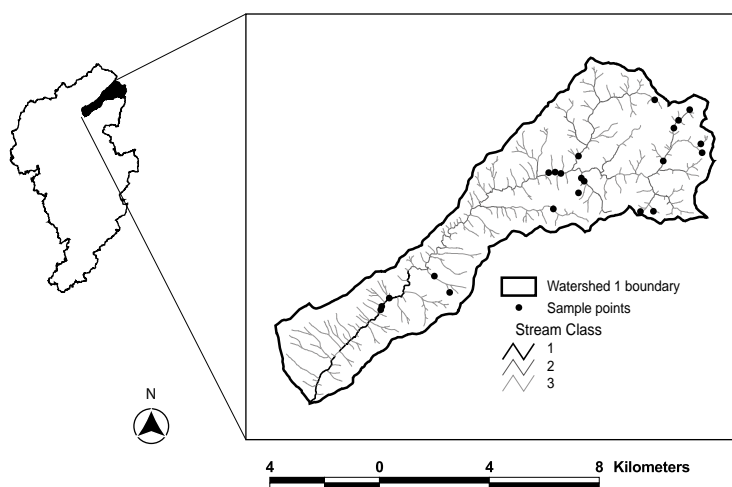 Watershed 1 boundary
Sample points
Stream Class
1
2
3
N
4 0 4 8 Kilometers